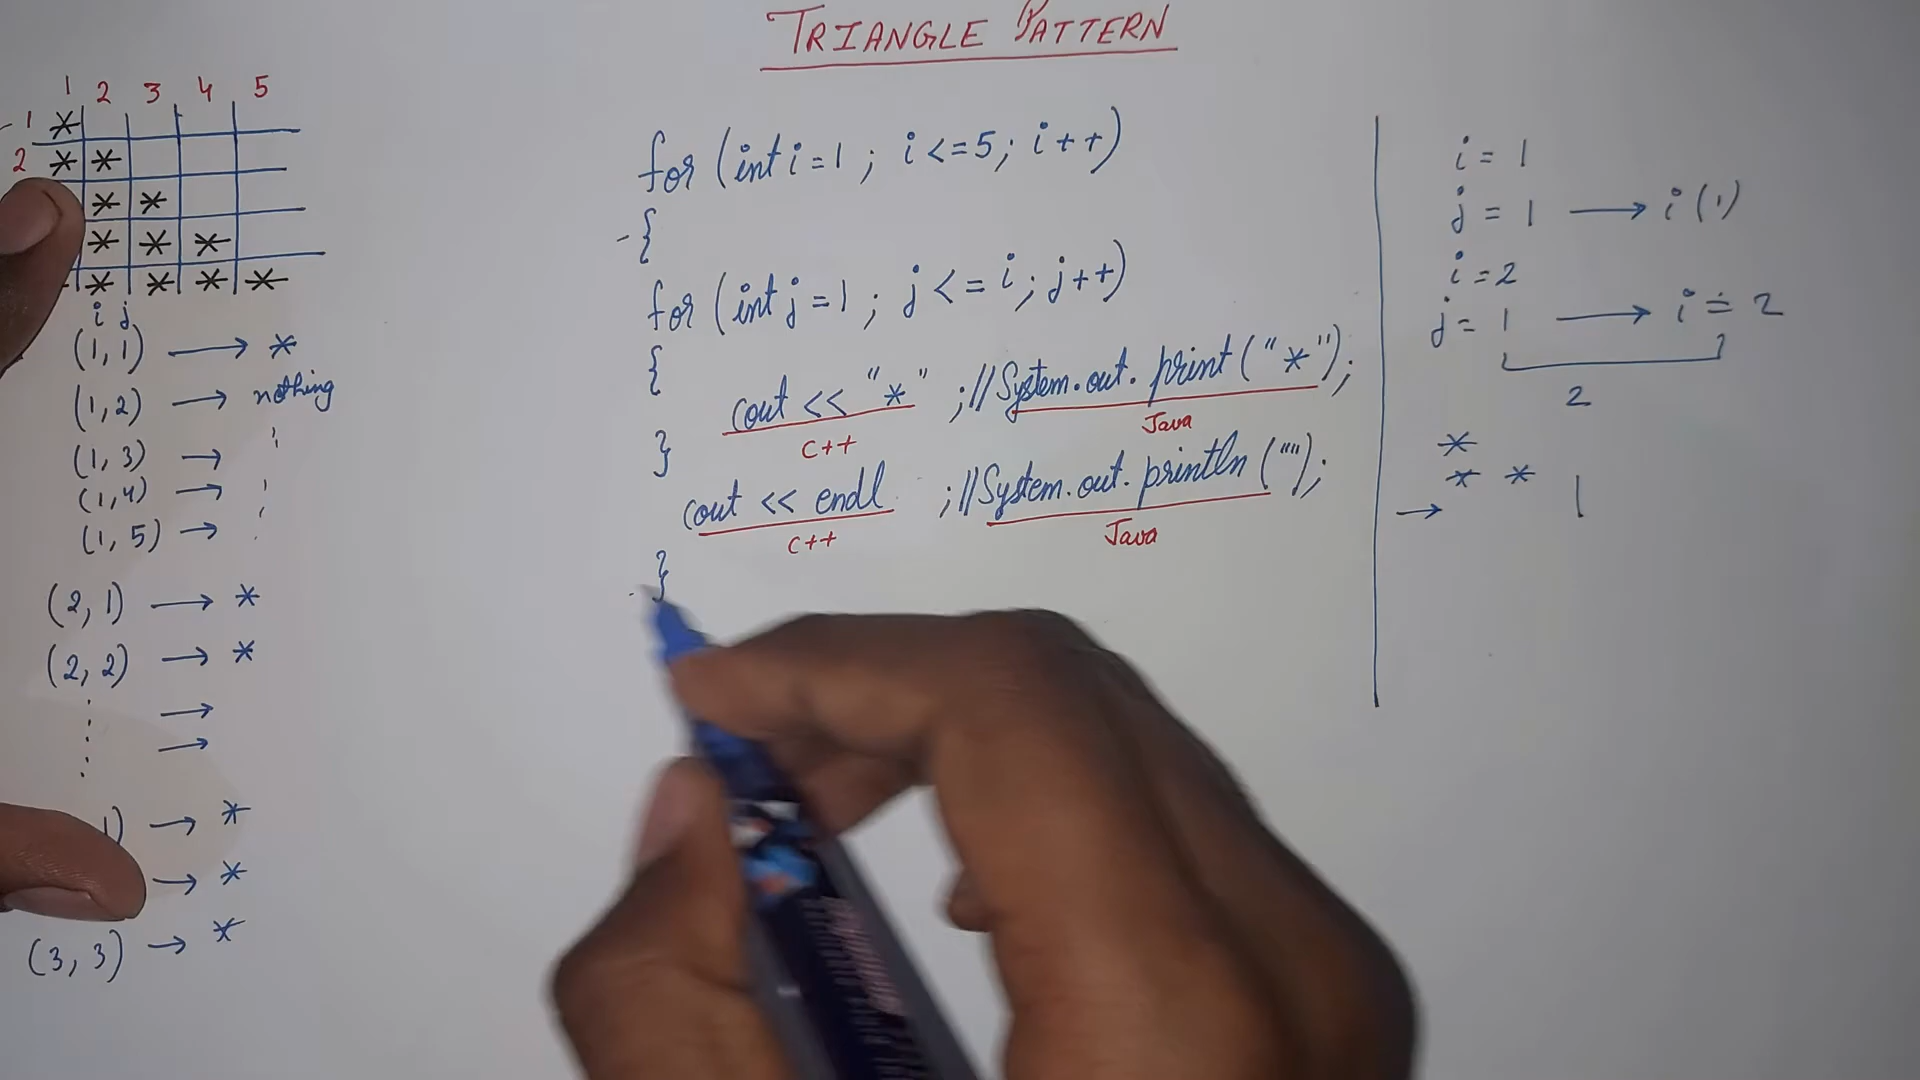 TRIANGLE PATTERN
1 2 3 4 5
1 *
2 * *
* *
* * *
* * * *
i j
(1, 1) → *
(1, 2) → nothing
(1, 3) → "
(1, 4) → "
(1, 5) → "
(2, 1) → *
(2, 2) → *
→
→
1) → *
→ *
(3, 3) → *
for (int i = 1 ; i <= 5 ; i++)
{
for (int j = 1 ; j <= i ; j++)
{
cout << "*" ; //System.out.print("*");
C++ Java
}
cout << endl ; //System.out.println("");
C++ Java
}
i = 1
j = 1 → i (1)
i = 2
j = 1 → i = 2
2
*
* *
→